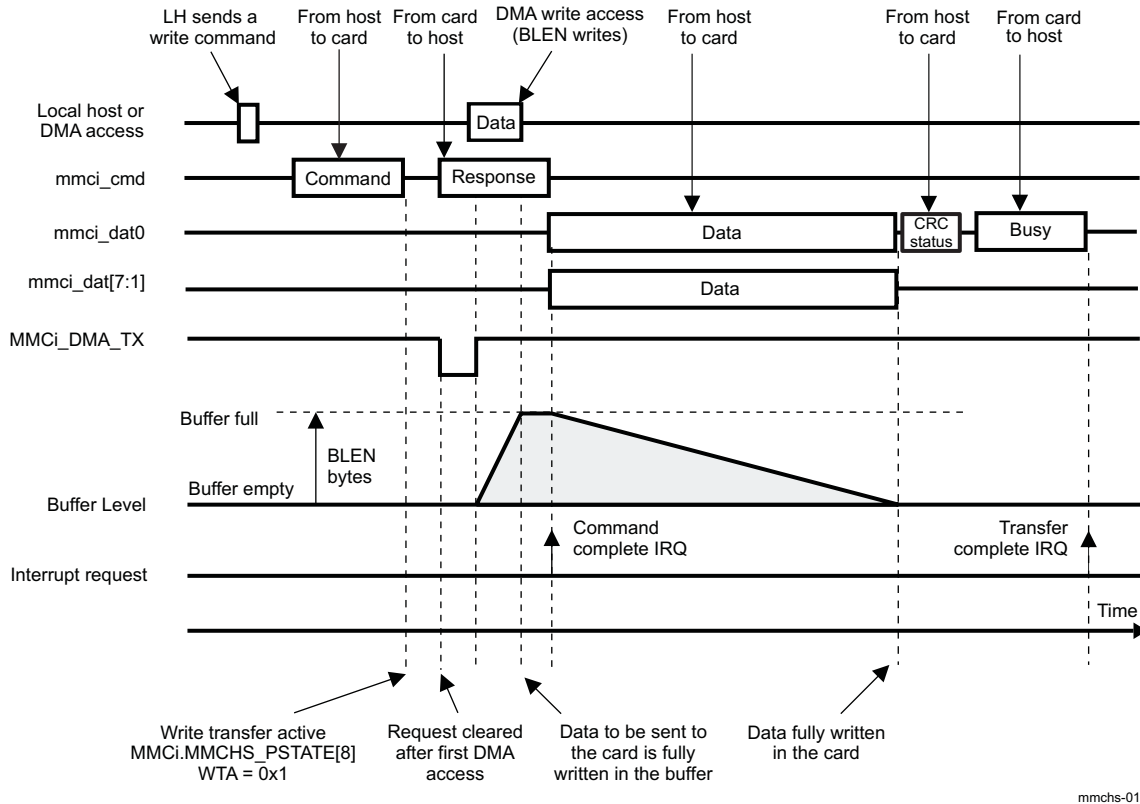 LH sends a
write command
From host
to card
From card
to host
DMA write access
(BLEN writes)
From host
to card
From host
to card
From card
to host
Local host or
DMA access
Data
mmci_cmd
Command
Response
mmci_dat0
Data
CRC
status
Busy
mmci_dat[7:1]
Data
MMCi_DMA_TX
Buffer full
BLEN
bytes
Buffer empty
Buffer Level
Command
complete IRQ
Transfer
complete IRQ
Interrupt request
Time
Write transfer active
MMCi.MMCHS_PSTATE[8]
WTA = 0x1
Request cleared
after first DMA
access
Data to be sent to
the card is fully
written in the buffer
Data fully written
in the card
mmchs-01